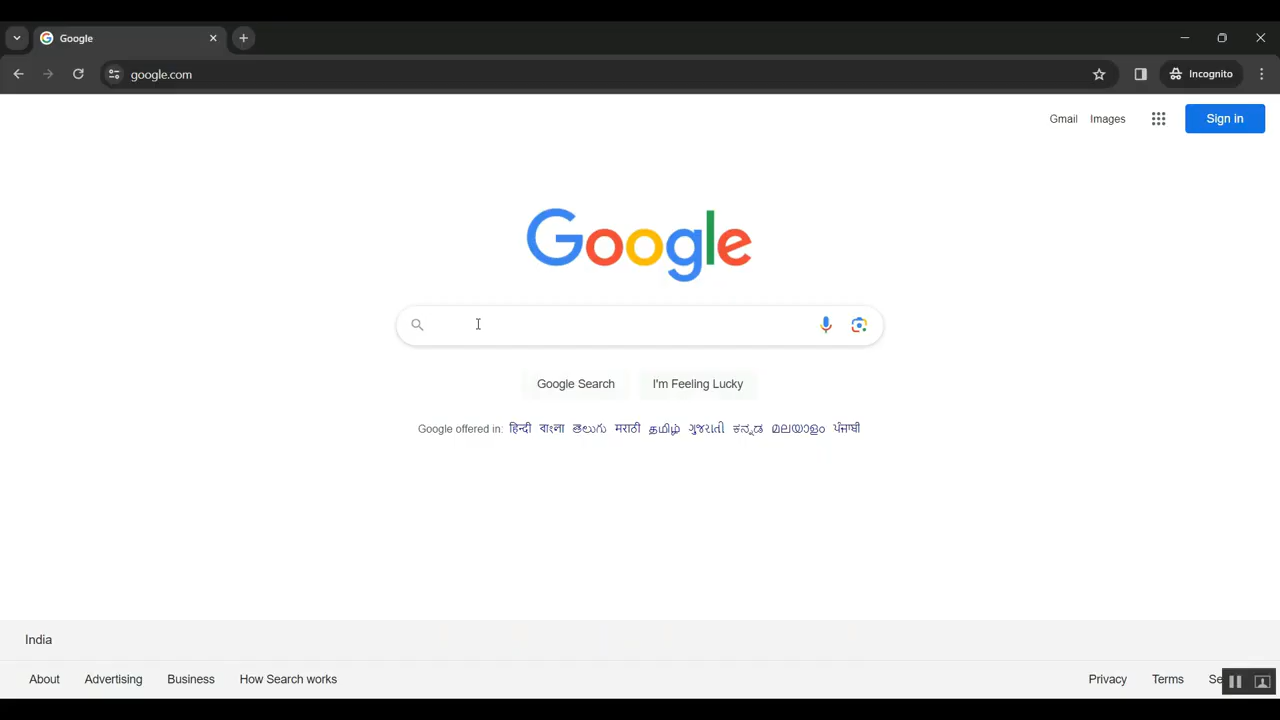 Google
google.com
Incognito
Gmail Images Sign in
Google
Google Search I'm Feeling Lucky
Google offered in: हिन्दी বাংলা తెలుగు मराठी தமிழ் ગુજરાતી ಕನ್ನಡ മലയാളം ਪੰਜਾਬੀ
India
About Advertising Business How Search works Privacy Terms Se